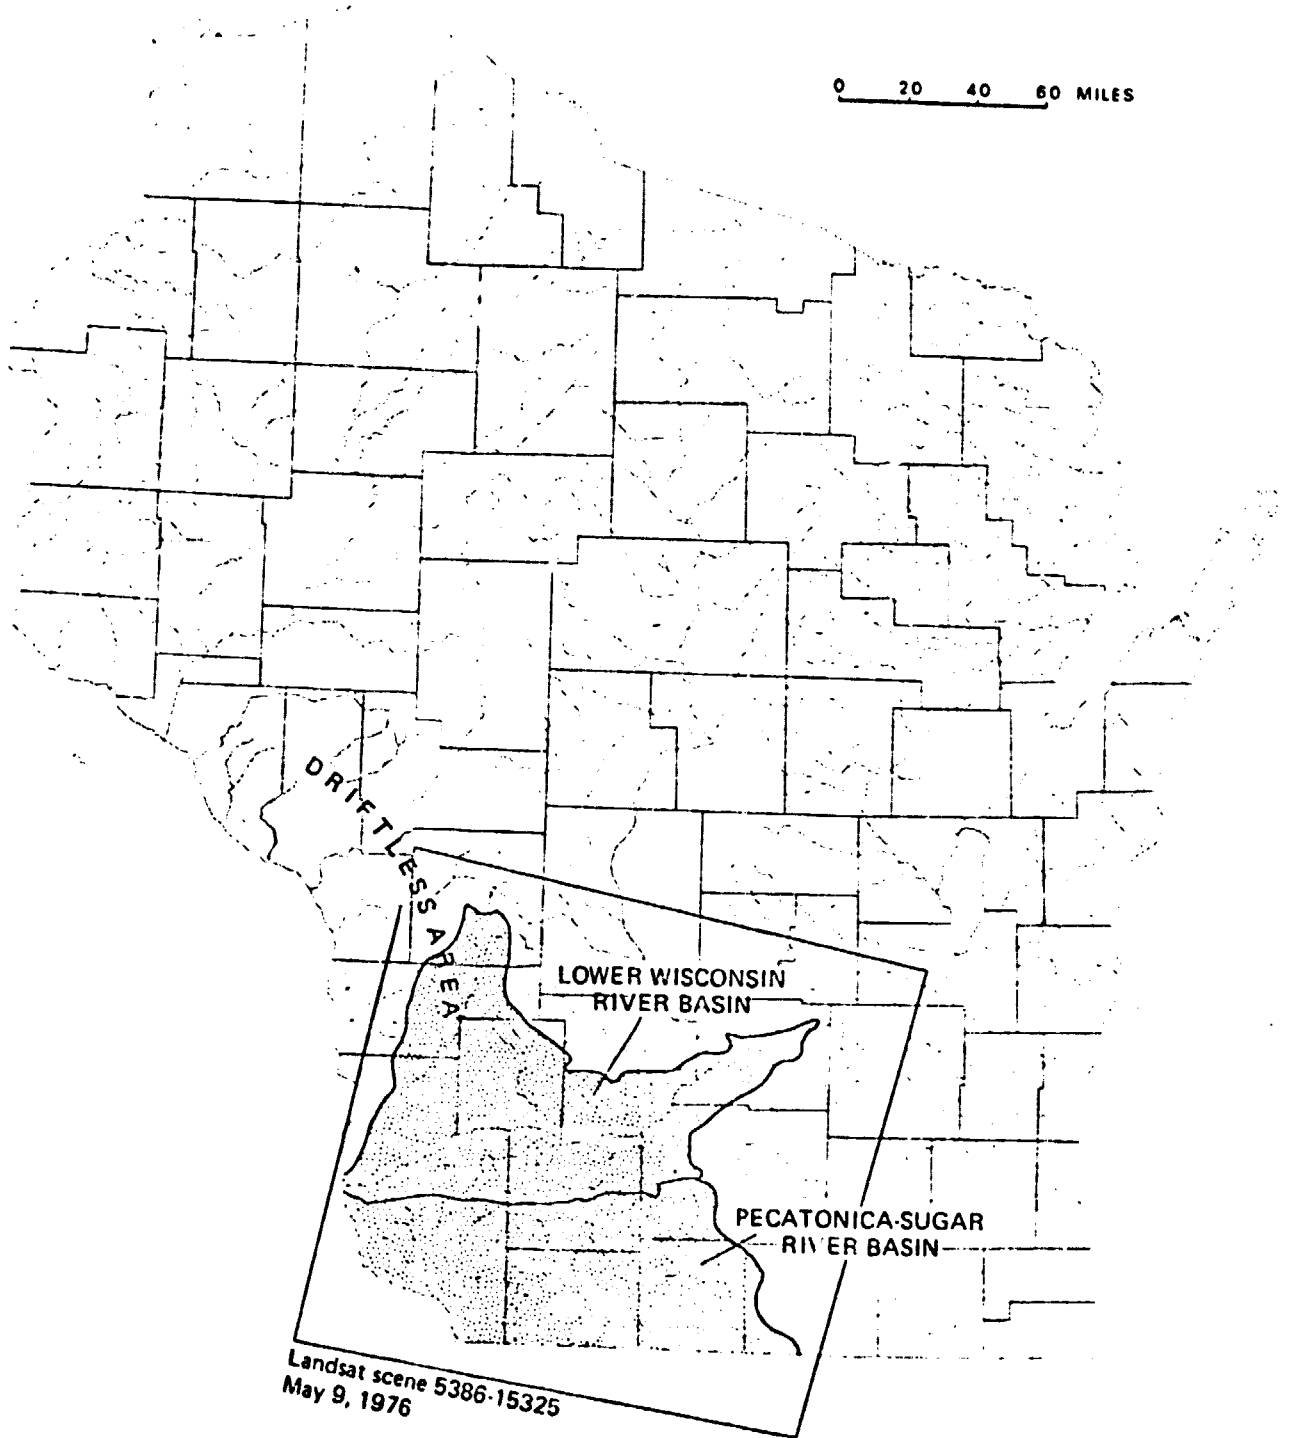 0 20 40 60 MILES
DRIFTLESS AREA
LOWER WISCONSIN
RIVER BASIN
PECATONICA-SUGAR
RIVER BASIN
Landsat scene 5386-15325
May 9, 1976